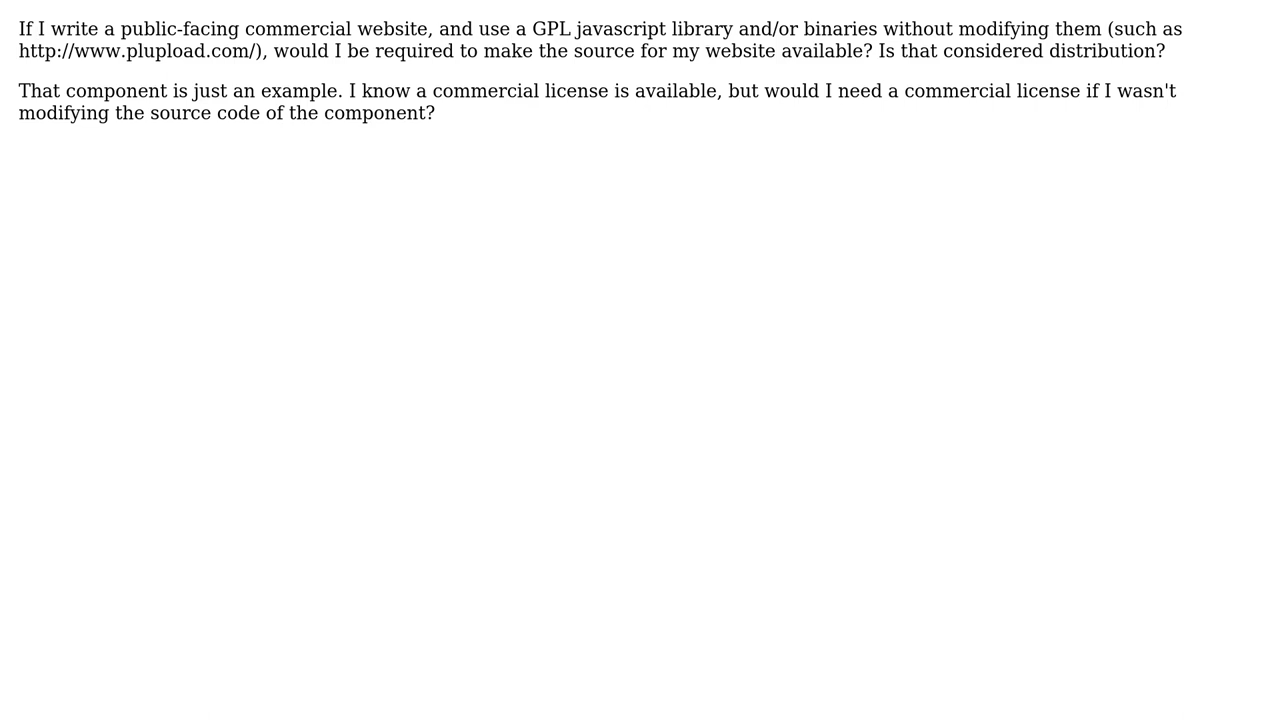 If I write a public-facing commercial website, and use a GPL javascript library and/or binaries without modifying them (such as
http://www.plupload.com/), would I be required to make the source for my website available? Is that considered distribution?
That component is just an example. I know a commercial license is available, but would I need a commercial license if I wasn't
modifying the source code of the component?